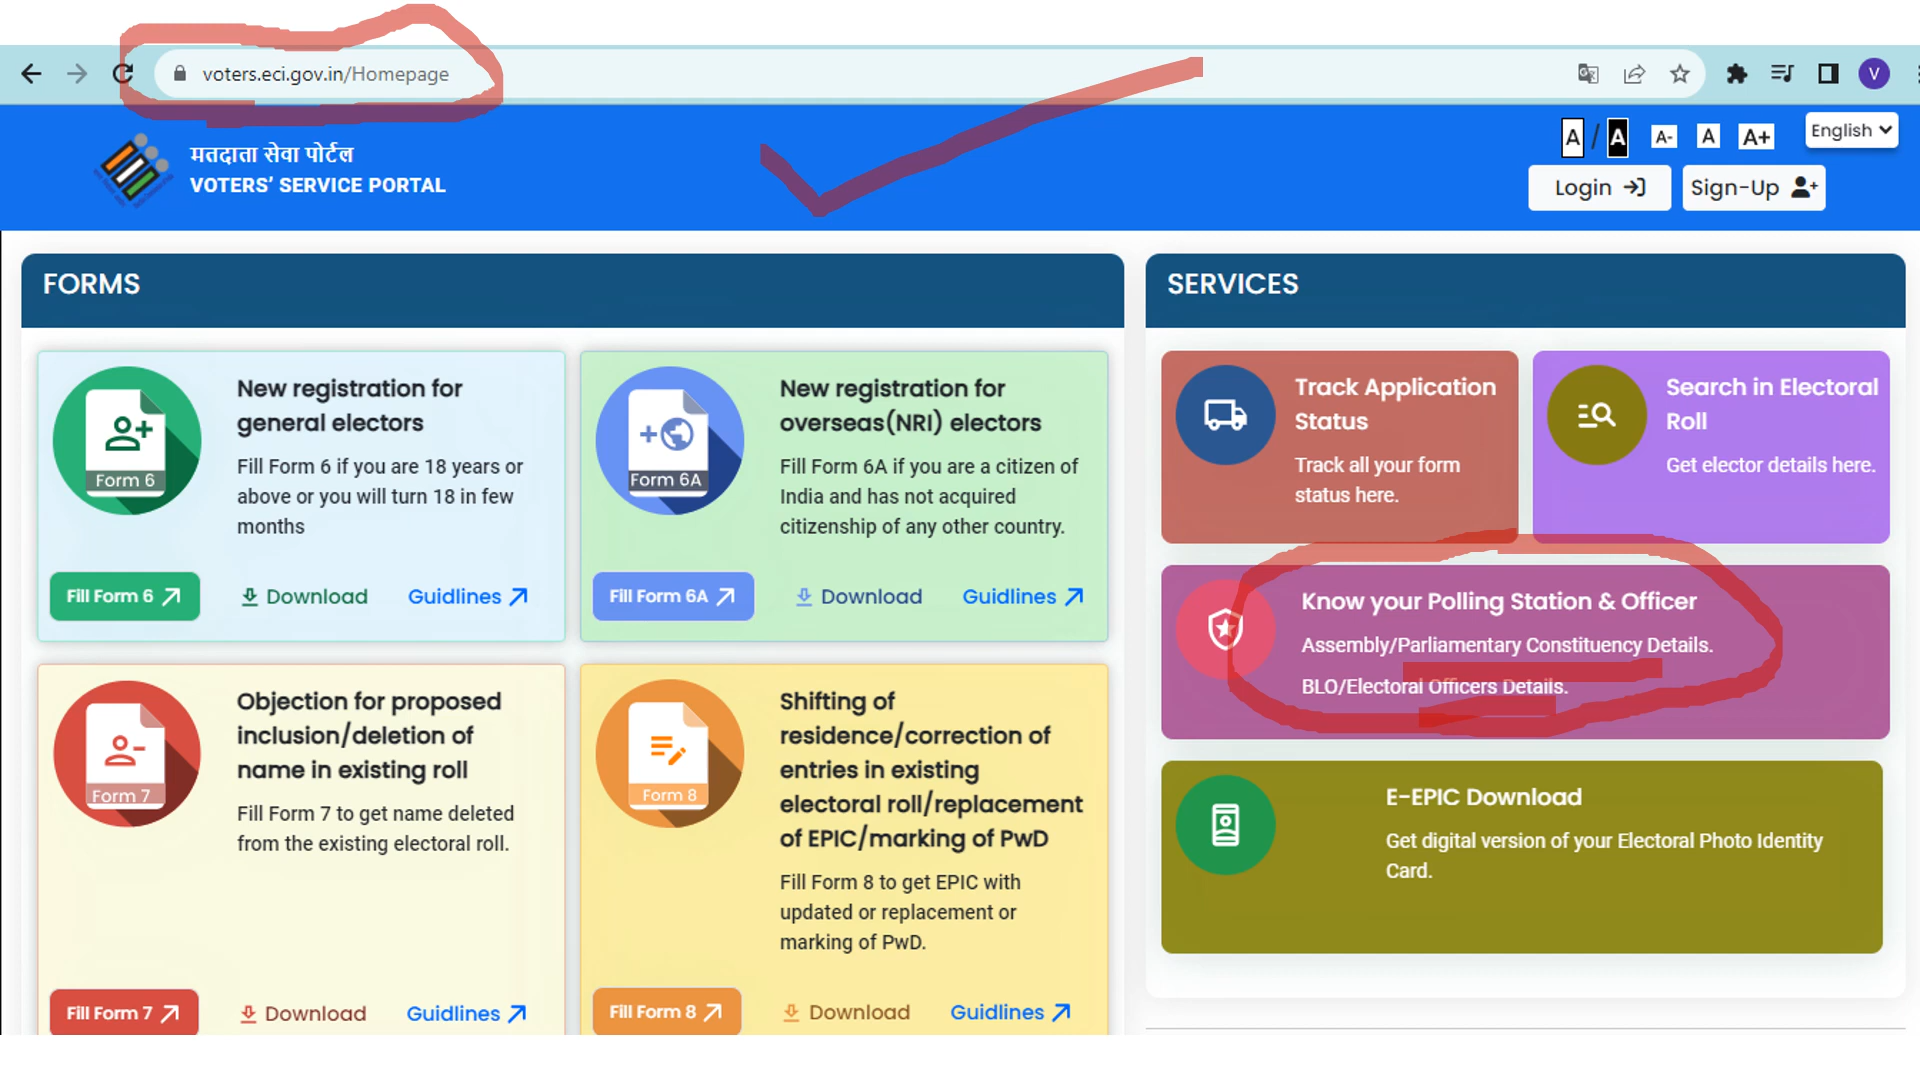 voters.eci.gov.in/Homepage
V
मतदाता सेवा पोर्टल
VOTERS’ SERVICE PORTAL
A / A A- A A+ English
Login Sign-Up
FORMS
New registration for
general electors
Fill Form 6 if you are 18 years or
above or you will turn 18 in few
months
Form 6
Fill Form 6 Download Guidlines
New registration for
overseas(NRI) electors
Fill Form 6A if you are a citizen of
India and has not acquired
citizenship of any other country.
Form 6A
Fill Form 6A Download Guidlines
Objection for proposed
inclusion/deletion of
name in existing roll
Fill Form 7 to get name deleted
from the existing electoral roll.
Form 7
Fill Form 7 Download Guidlines
Shifting of
residence/correction of
entries in existing
electoral roll/replacement
of EPIC/marking of PwD
Fill Form 8 to get EPIC with
updated or replacement or
marking of PwD.
Form 8
Fill Form 8 Download Guidlines
SERVICES
Track Application
Status
Track all your form
status here.
Search in Electoral
Roll
Get elector details here.
Know your Polling Station & Officer
Assembly/Parliamentary Constituency Details.
BLO/Electoral Officers Details.
E-EPIC Download
Get digital version of your Electoral Photo Identity
Card.